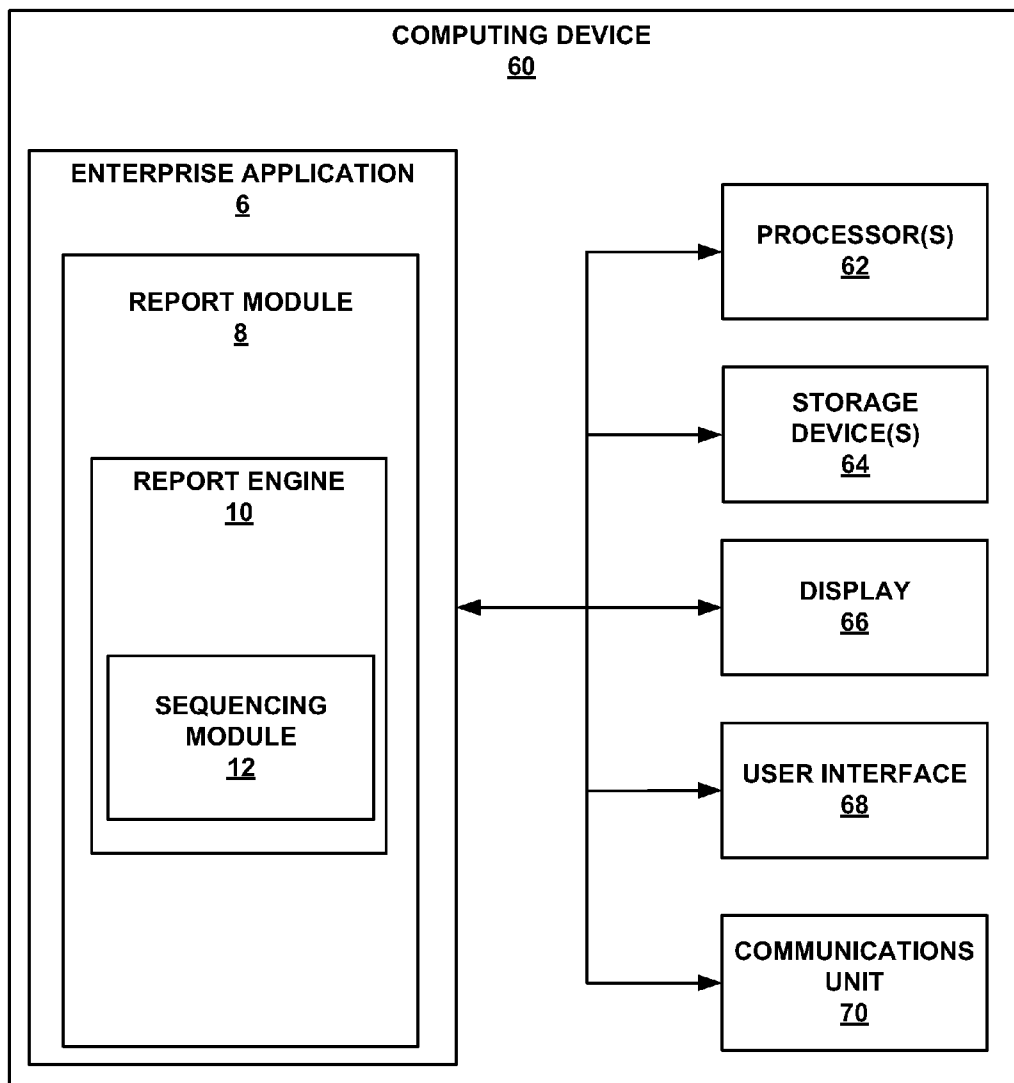 COMPUTING DEVICE
60
ENTERPRISE APPLICATION
6
REPORT MODULE
8
REPORT ENGINE
10
SEQUENCING
MODULE
12
PROCESSOR(S)
62
STORAGE
DEVICE(S)
64
DISPLAY
66
USER INTERFACE
68
COMMUNICATIONS
UNIT
70